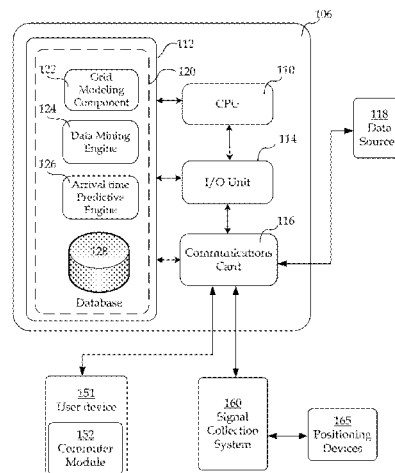 106
112
120
122
Grid
Modeling
Component
110
CPU
124
Data Mining
Engine
118
Data
Source
114
I/O Unit
126
Arrival time
Predictive
Engine
116
Communications
Card
128
Database
151
User device
152
Commuter
Module
160
Signal
Collection
System
165
Positioning
Devices